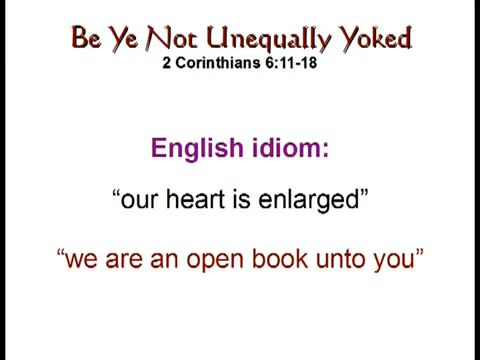 Be Ye Not Unequally Yoked
2 Corinthians 6:11-18
English idiom:
“our heart is enlarged”
“we are an open book unto you”